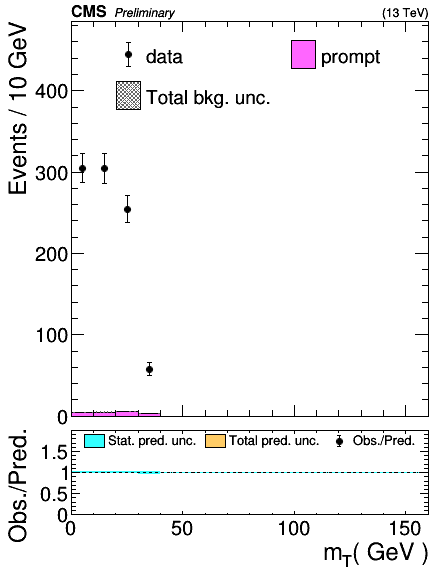 CMS Preliminary (13 TeV)
Events / 10 GeV
data prompt
Total bkg. unc.
400
300
200
100
0
Obs./Pred.
Stat. pred. unc. Total pred. unc. Obs./Pred.
1.5
1
0.5
0
0 50 100 150
m_T( GeV )